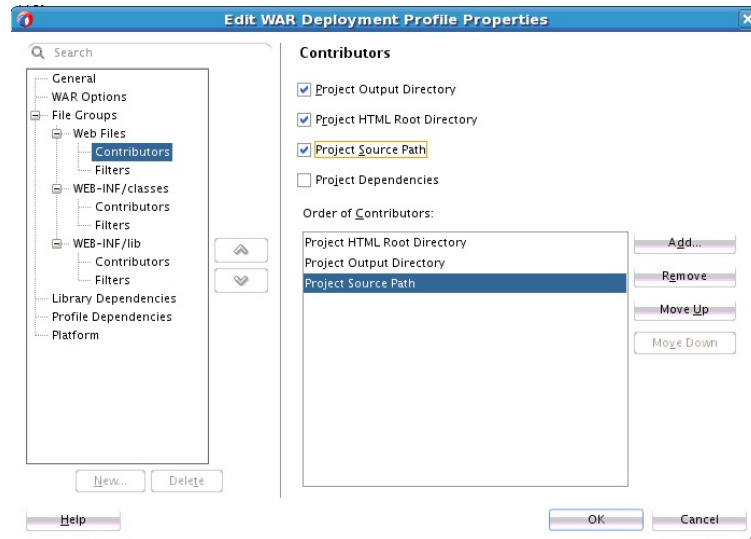 Edit WAR Deployment Profile Properties
Search
General
WAR Options
File Groups
Web Files
Contributors
Filters
WEB-INF/classes
Contributors
Filters
WEB-INF/lib
Contributors
Filters
Library Dependencies
Profile Dependencies
Platform
New...
Delete
Contributors
Project Output Directory
Project HTML Root Directory
Project Source Path
Project Dependencies
Order of Contributors:
Project HTML Root Directory
Project Output Directory
Project Source Path
Add...
Remove
Move Up
Move Down
Help
OK
Cancel